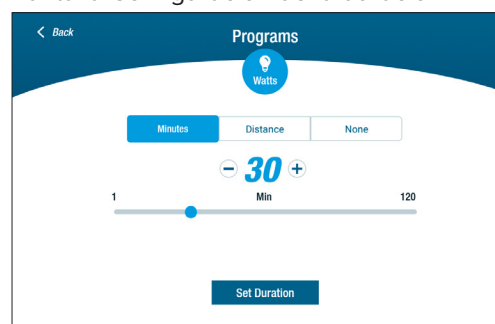 Back
Programs
Watts
Minutes Distance None
30
1 Min 120
Set Duration